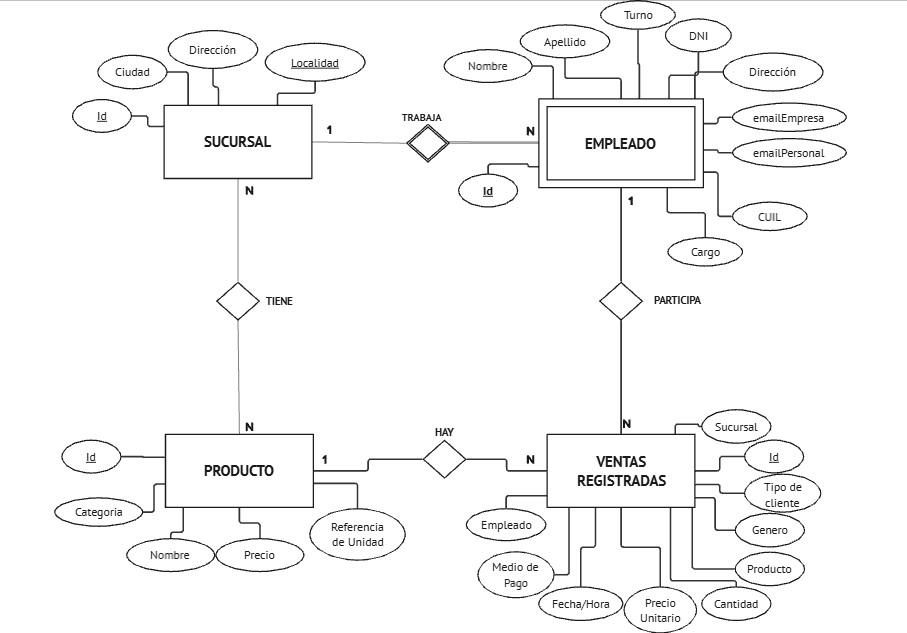 Turno
DNI
Apellido
Dirección
Localidad
Nombre
Ciudad
Dirección
Id
emailEmpresa
TRABAJA
1
N
SUCURSAL
EMPLEADO
emailPersonal
Id
N
1
CUIL
Cargo
TIENE
PARTICIPA
N
N
Sucursal
HAY
Id
1
N
Id
PRODUCTO
VENTAS
REGISTRADAS
Tipo de
cliente
Categoria
Empleado
Genero
Referencia
de Unidad
Nombre
Precio
Medio de
Pago
Producto
Fecha/Hora
Precio
Unitario
Cantidad